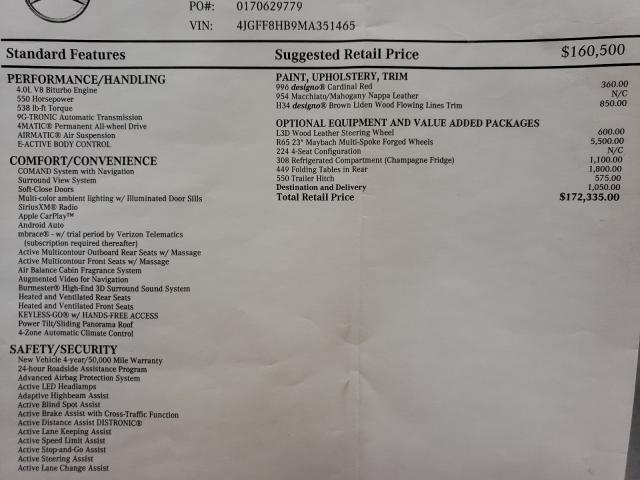 PO#: 0170629779
VIN: 4JGFF8HB9MA351465
Standard Features
Suggested Retail Price $160,500
PERFORMANCE/HANDLING
4.0L V8 Biturbo Engine
550 Horsepower
538 lb-ft Torque
9G-TRONIC Automatic Transmission
4MATIC® Permanent All-wheel Drive
AIRMATIC® Air Suspension
E-ACTIVE BODY CONTROL
COMFORT/CONVENIENCE
COMAND System with Navigation
Surround View System
Soft-Close Doors
Multi-color ambient lighting w/ Illuminated Door Sills
SiriusXM® Radio
Apple CarPlay™
Android Auto
mbrace® - w/ trial period by Verizon Telematics
(subscription required thereafter)
Active Multicontour Outboard Rear Seats w/ Massage
Active Multicontour Front Seats w/ Massage
Air Balance Cabin Fragrance System
Augmented Video for Navigation
Burmester® High-End 3D Surround Sound System
Heated and Ventilated Rear Seats
Heated and Ventilated Front Seats
KEYLESS-GO® w/ HANDS-FREE ACCESS
Power Tilt/Sliding Panorama Roof
4-Zone Automatic Climate Control
SAFETY/SECURITY
New Vehicle 4-year/50,000 Mile Warranty
24-hour Roadside Assistance Program
Advanced Airbag Protection System
Active LED Headlamps
Adaptive Highbeam Assist
Active Blind Spot Assist
Active Brake Assist with Cross-Traffic Function
Active Distance Assist DISTRONIC®
Active Lane Keeping Assist
Active Speed Limit Assist
Active Stop-and-Go Assist
Active Steering Assist
Active Lane Change Assist
PAINT, UPHOLSTERY, TRIM
996 designo® Cardinal Red 360.00
954 Macchiato/Mahogany Nappa Leather N/C
H34 designo® Brown Liden Wood Flowing Lines Trim 850.00
OPTIONAL EQUIPMENT AND VALUE ADDED PACKAGES
L3D Wood Leather Steering Wheel 600.00
R65 23" Maybach Multi-Spoke Forged Wheels 5,500.00
224 4-Seat Configuration N/C
308 Refrigerated Compartment (Champagne Fridge) 1,100.00
449 Folding Tables in Rear 1,800.00
550 Trailer Hitch 575.00
Destination and Delivery 1,050.00
Total Retail Price $172,335.00